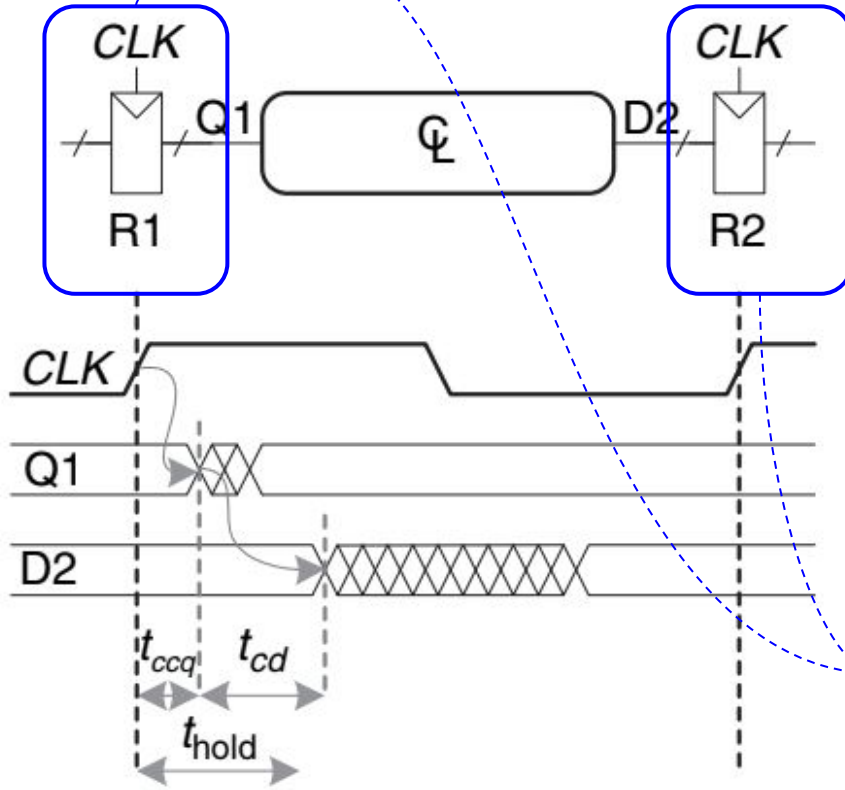 CLK CLK
Q1 CL D2
R1 R2
CLK
Q1
D2
tccq tcd
thold